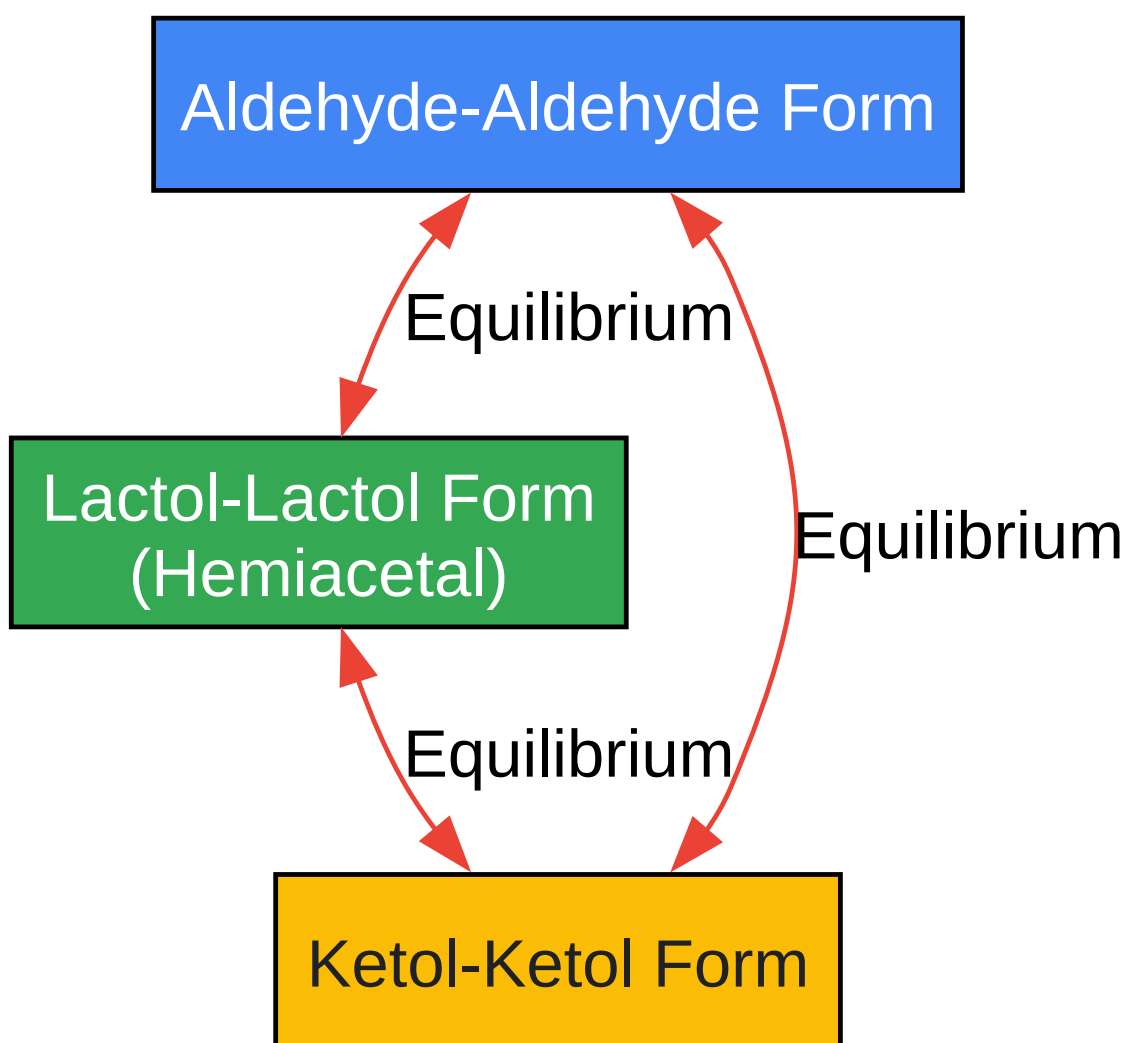 Aldehyde-Aldehyde Form
Equilibrium
Lactol-Lactol Form
(Hemiacetal)
Equilibrium
Equilibrium
Ketol-Ketol Form